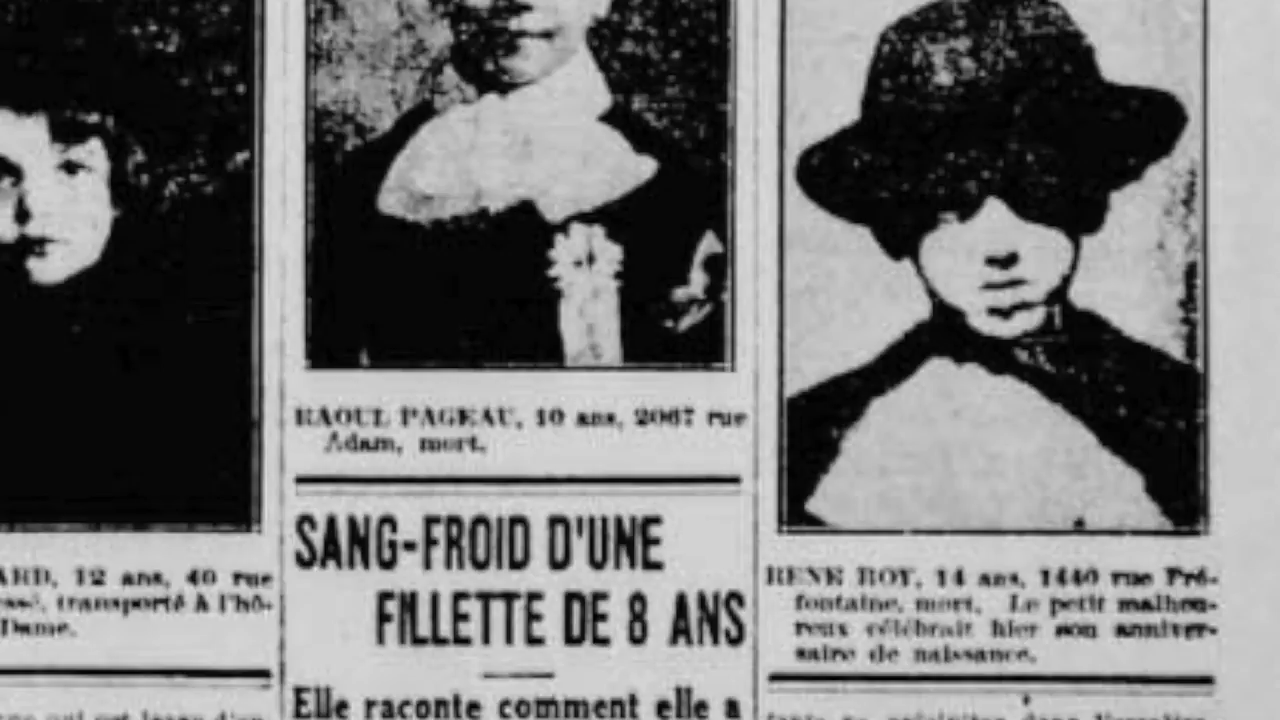 RAOUL PAGEAU, 10 ans, 2067 rue
Adam, mort.
SANG-FROID D'UNE
FILLETTE DE 8 ANS
Elle raconte comment elle a
ARD, 12 ans, 40 rue
transporté à l'hô-
Dame.
RENE ROY, 14 ans, 1440 rue Pré-
fontaine, mort. Le petit malheu-
reux célébrait hier son anniver-
saire de naissance.